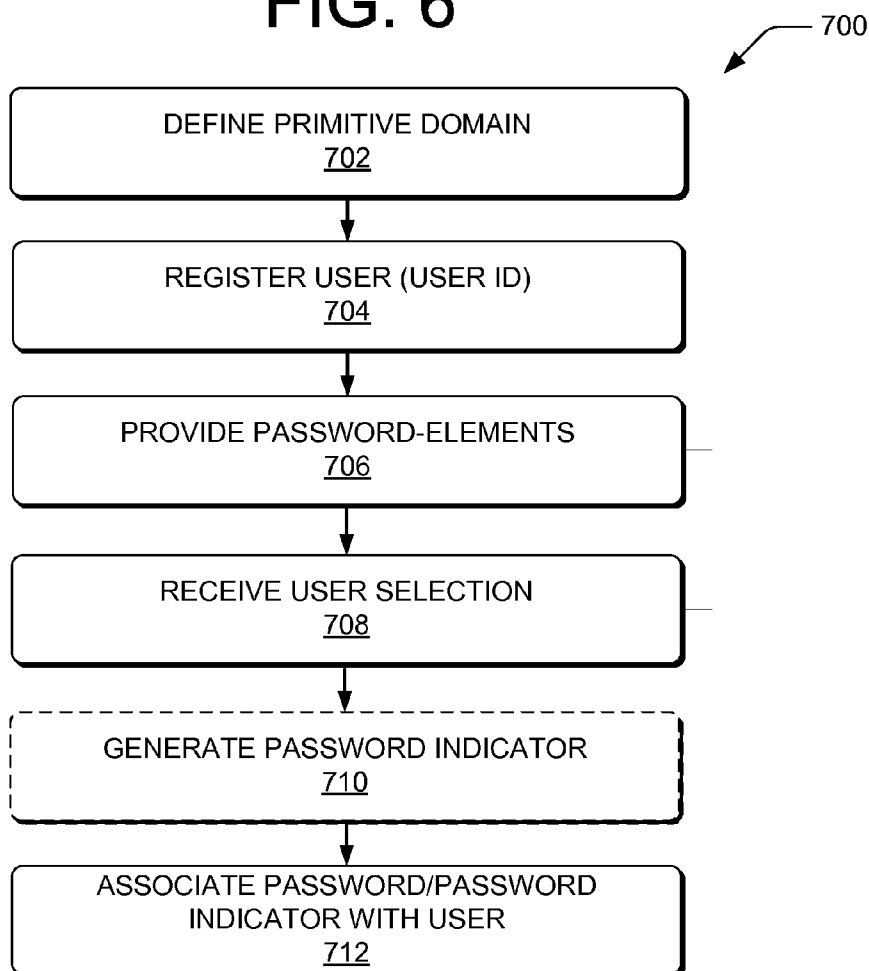 FIG. 6
700
DEFINE PRIMITIVE DOMAIN
702
REGISTER USER (USER ID)
704
PROVIDE PASSWORD-ELEMENTS
706
RECEIVE USER SELECTION
708
GENERATE PASSWORD INDICATOR
710
ASSOCIATE PASSWORD/PASSWORD
INDICATOR WITH USER
712